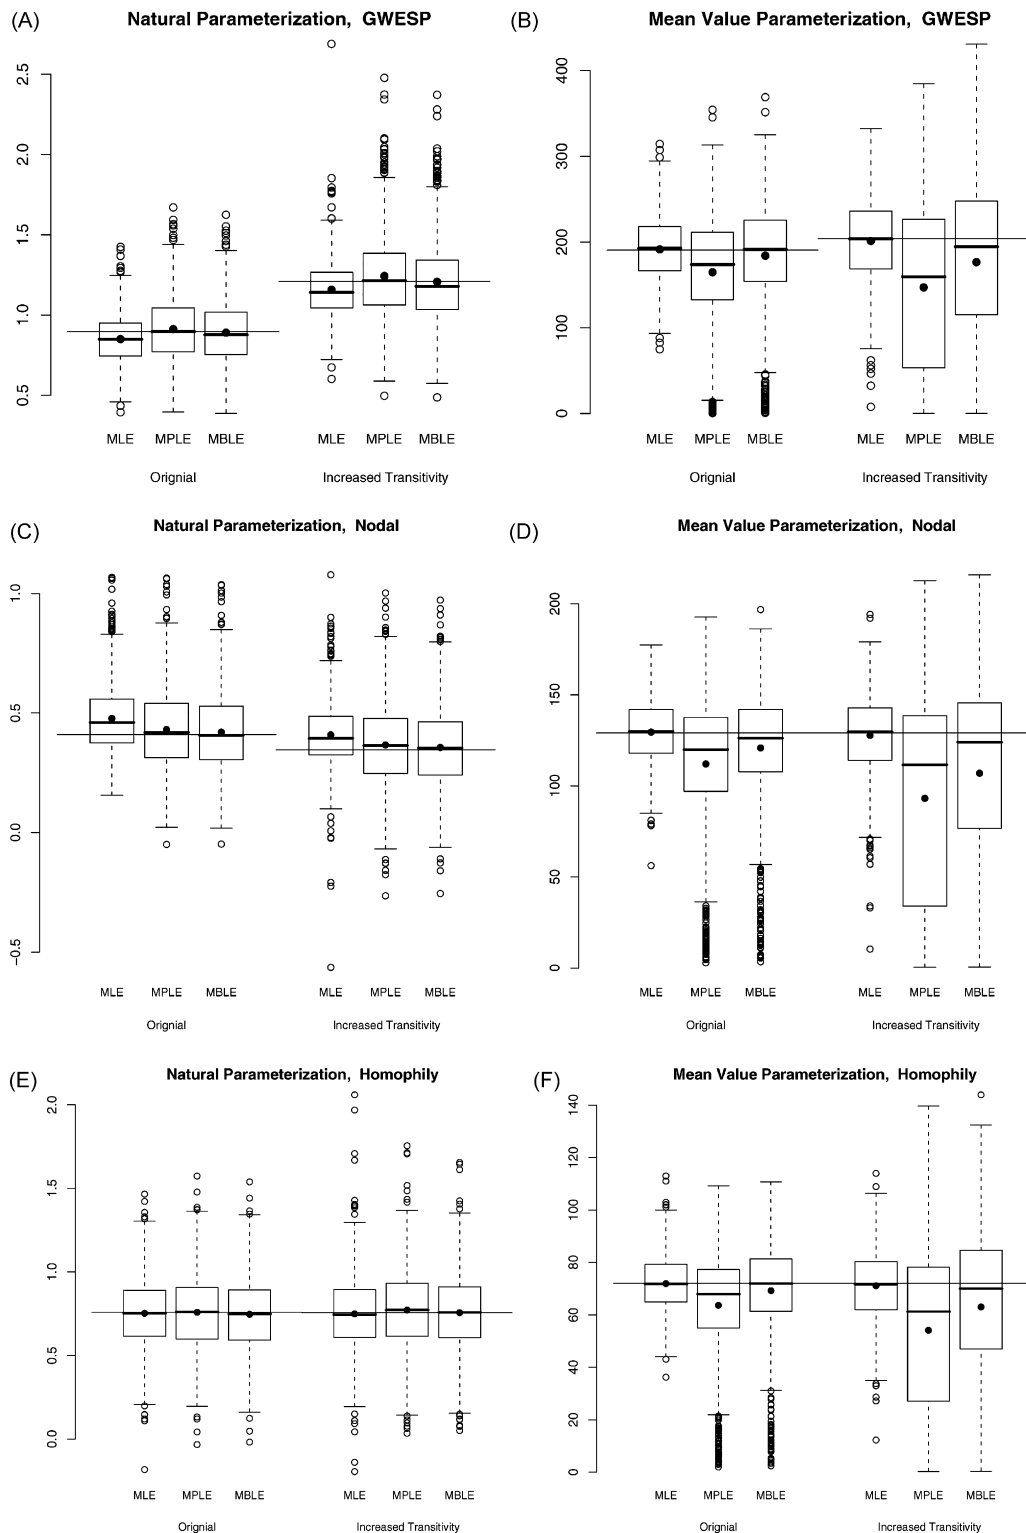 (A) Natural Parameterization, GWESP
2.5
2.0
1.5
1.0
0.5
MLE MPLE MBLE MLE MPLE MBLE
Orignial Increased Transitivity
(B) Mean Value Parameterization, GWESP
400
300
200
100
0
MLE MPLE MBLE MLE MPLE MBLE
Orignial Increased Transitivity
(C) Natural Parameterization, Nodal
1.0
0.5
0.0
−0.5
MLE MPLE MBLE MLE MPLE MBLE
Orignial Increased Transitivity
(D) Mean Value Parameterization, Nodal
200
150
100
50
0
MLE MPLE MBLE MLE MPLE MBLE
Orignial Increased Transitivity
(E) Natural Parameterization, Homophily
2.0
1.5
1.0
0.5
0.0
MLE MPLE MBLE MLE MPLE MBLE
Orignial Increased Transitivity
(F) Mean Value Parameterization, Homophily
140
120
100
80
60
40
20
0
MLE MPLE MBLE MLE MPLE MBLE
Orignial Increased Transitivity